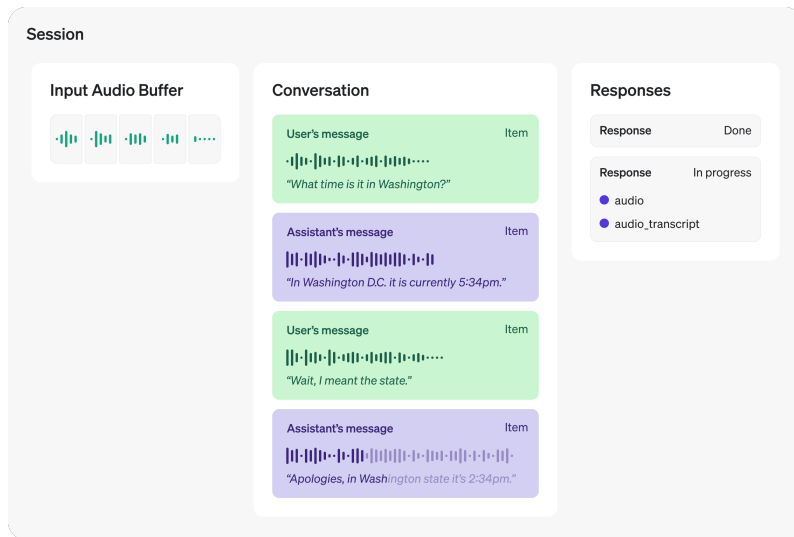 Session
Input Audio Buffer
Conversation
User's message
Item
“What time is it in Washington?”
Assistant's message
Item
“In Washington D.C. it is currently 5:34pm.”
User's message
Item
“Wait, I meant the state.”
Assistant's message
Item
“Apologies, in Washington state it's 2:34pm.”
Responses
Response
Done
Response
In progress
audio
audio_transcript